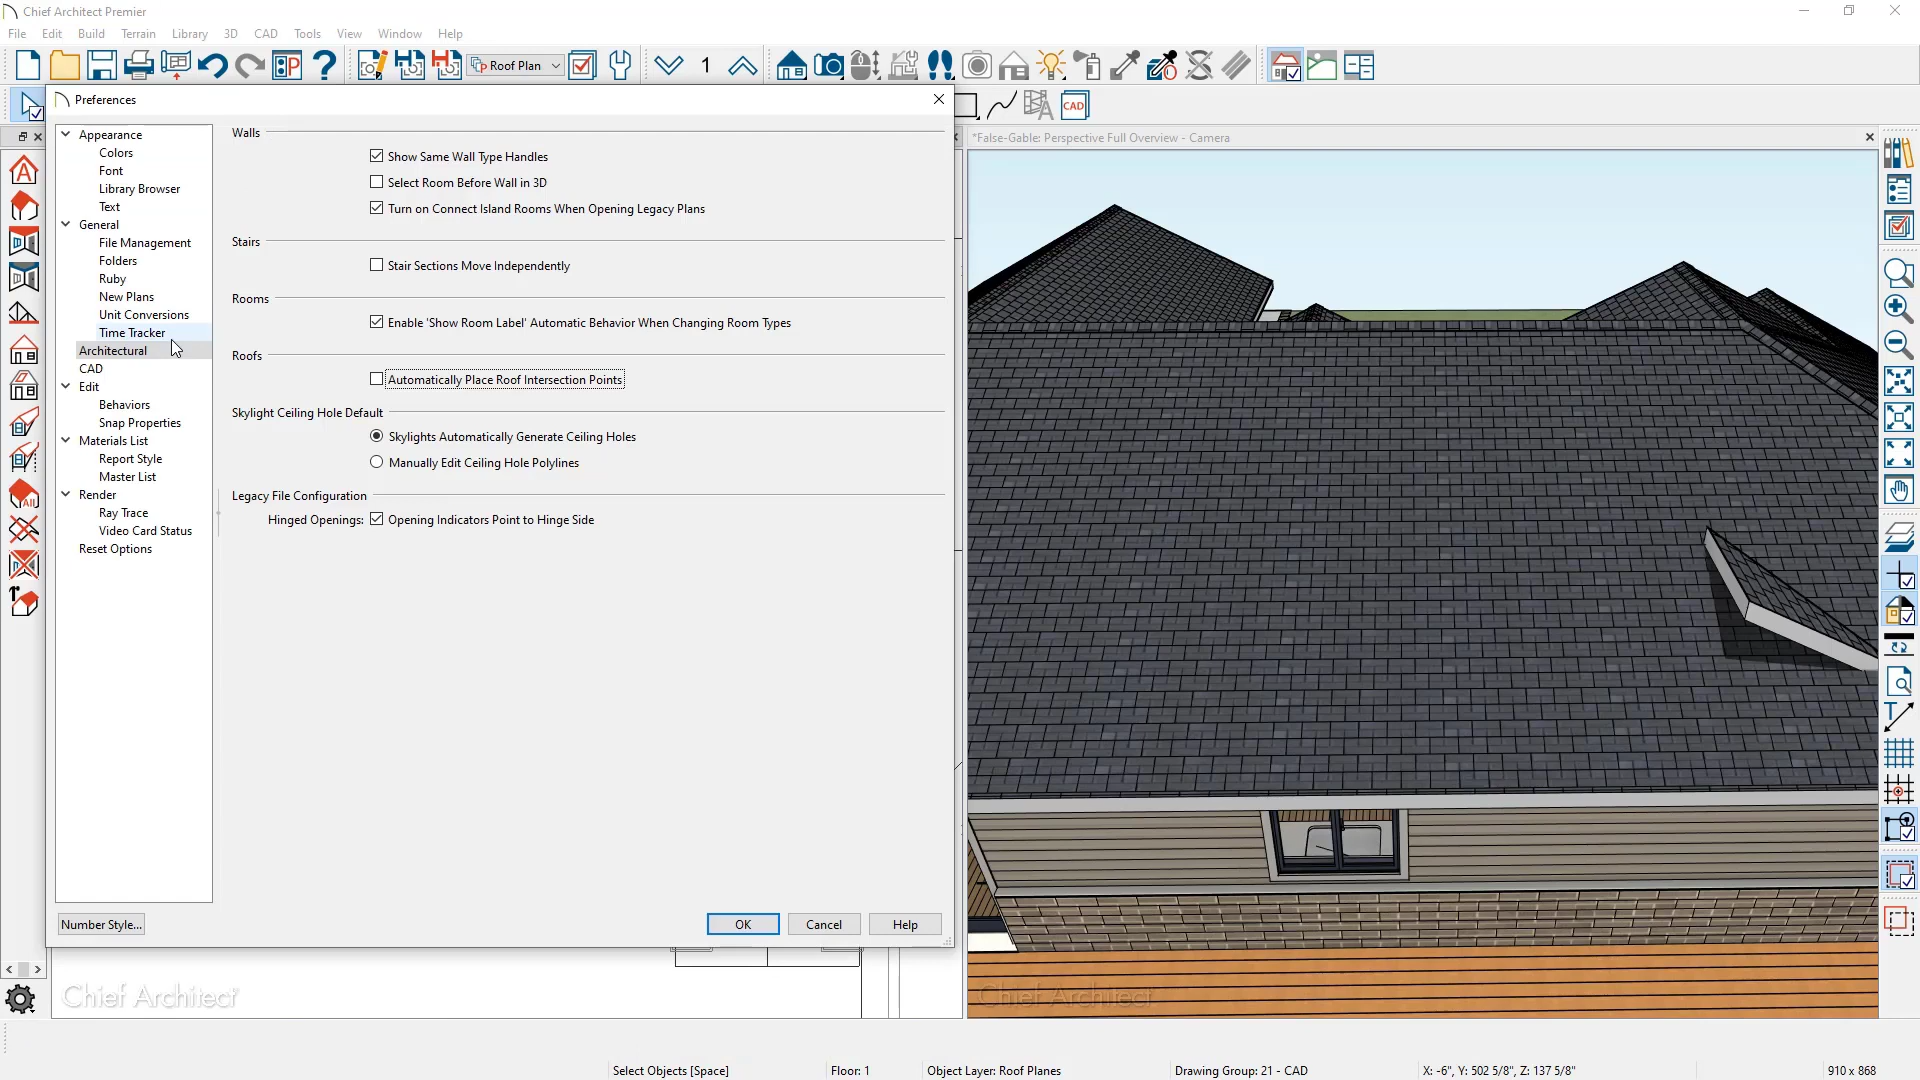 Chief Architect Premier
File Edit Build Terrain Library 3D CAD Tools View Window Help
Roof Plan 1
CAD
Preferences
*False-Gable: Perspective Full Overview - Camera
Appearance
Colors
Font
Library Browser
Text
General
File Management
Folders
Ruby
New Plans
Unit Conversions
Time Tracker
Architectural
CAD
Edit
Behaviors
Snap Properties
Materials List
Report Style
Master List
Render
Ray Trace
Video Card Status
Reset Options
Walls
Show Same Wall Type Handles
Select Room Before Wall in 3D
Turn on Connect Island Rooms When Opening Legacy Plans
Stairs
Stair Sections Move Independently
Rooms
Enable 'Show Room Label' Automatic Behavior When Changing Room Types
Roofs
Automatically Place Roof Intersection Points
Skylight Ceiling Hole Default
Skylights Automatically Generate Ceiling Holes
Manually Edit Ceiling Hole Polylines
Legacy File Configuration
Hinged Openings: Opening Indicators Point to Hinge Side
Number Style... OK Cancel Help
Chief Architect
Chief Architect
Select Objects [Space] Floor: 1 Object Layer: Roof Planes Drawing Group: 21 - CAD X: -6", Y: 502 5/8", Z: 137 5/8" 910 x 868